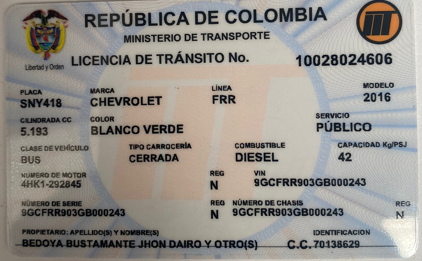 REPÚBLICA DE COLOMBIA
MINISTERIO DE TRANSPORTE
Libertad y Orden
LICENCIA DE TRÁNSITO No. 10028024606
PLACA MARCA LÍNEA MODELO
SNY418 CHEVROLET FRR 2016
CILINDRADA CC COLOR SERVICIO
5.193 BLANCO VERDE PÚBLICO
CLASE DE VEHÍCULO TIPO CARROCERÍA COMBUSTIBLE CAPACIDAD Kg/PSJ
BUS CERRADA DIESEL 42
NÚMERO DE MOTOR REG VIN
4HK1-292845 N 9GCFRR903GB000243
NÚMERO DE SERIE REG NÚMERO DE CHASIS REG
9GCFRR903GB000243 N 9GCFRR903GB000243 N
PROPIETARIO: APELLIDO(S) Y NOMBRE(S) IDENTIFICACIÓN
BEDOYA BUSTAMANTE JHON DAIRO Y OTRO(S) C.C. 70138629